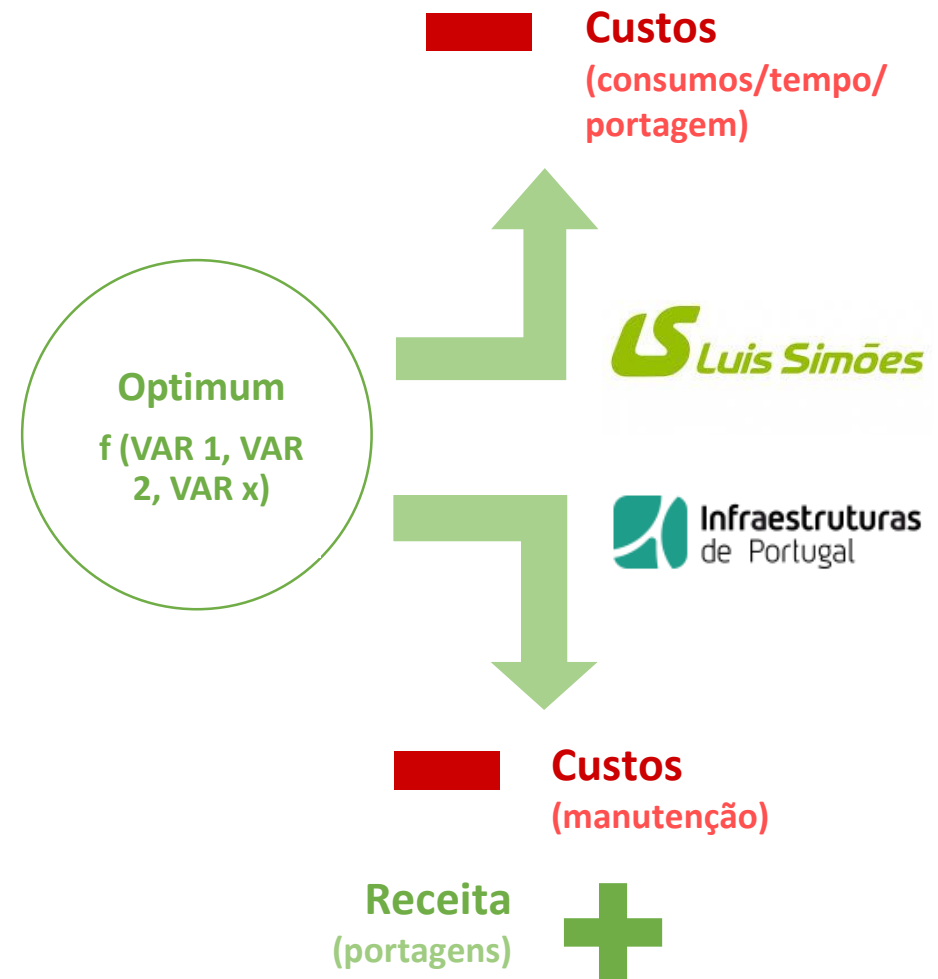 Custos
(consumos/tempo/
portagem)
LS Luis Simões
Optimum
f (VAR 1, VAR
2, VAR x)
Infraestruturas
de Portugal
Custos
(manutenção)
Receita
(portagens)